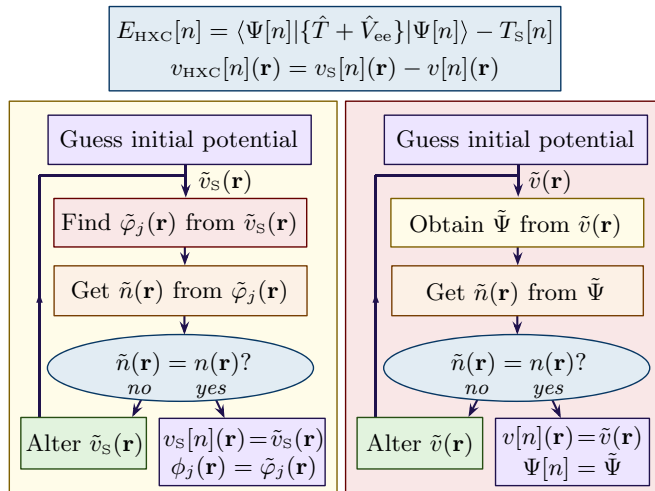 E_HXC[n] = ⟨Ψ[n]|{T̂ + V̂_ee}|Ψ[n]⟩ − T_S[n]
v_HXC[n](r) = v_S[n](r) − v[n](r)
Guess initial potential
ṽ_S(r)
Find φ̃_j(r) from ṽ_S(r)
Get ñ(r) from φ̃_j(r)
ñ(r) = n(r)?
no yes
Alter ṽ_S(r)
v_S[n](r)=ṽ_S(r)
ϕ_j(r) = φ̃_j(r)
Guess initial potential
ṽ(r)
Obtain Ψ̃ from ṽ(r)
Get ñ(r) from Ψ̃
ñ(r) = n(r)?
no yes
Alter ṽ(r)
v[n](r)=ṽ(r)
Ψ[n] = Ψ̃